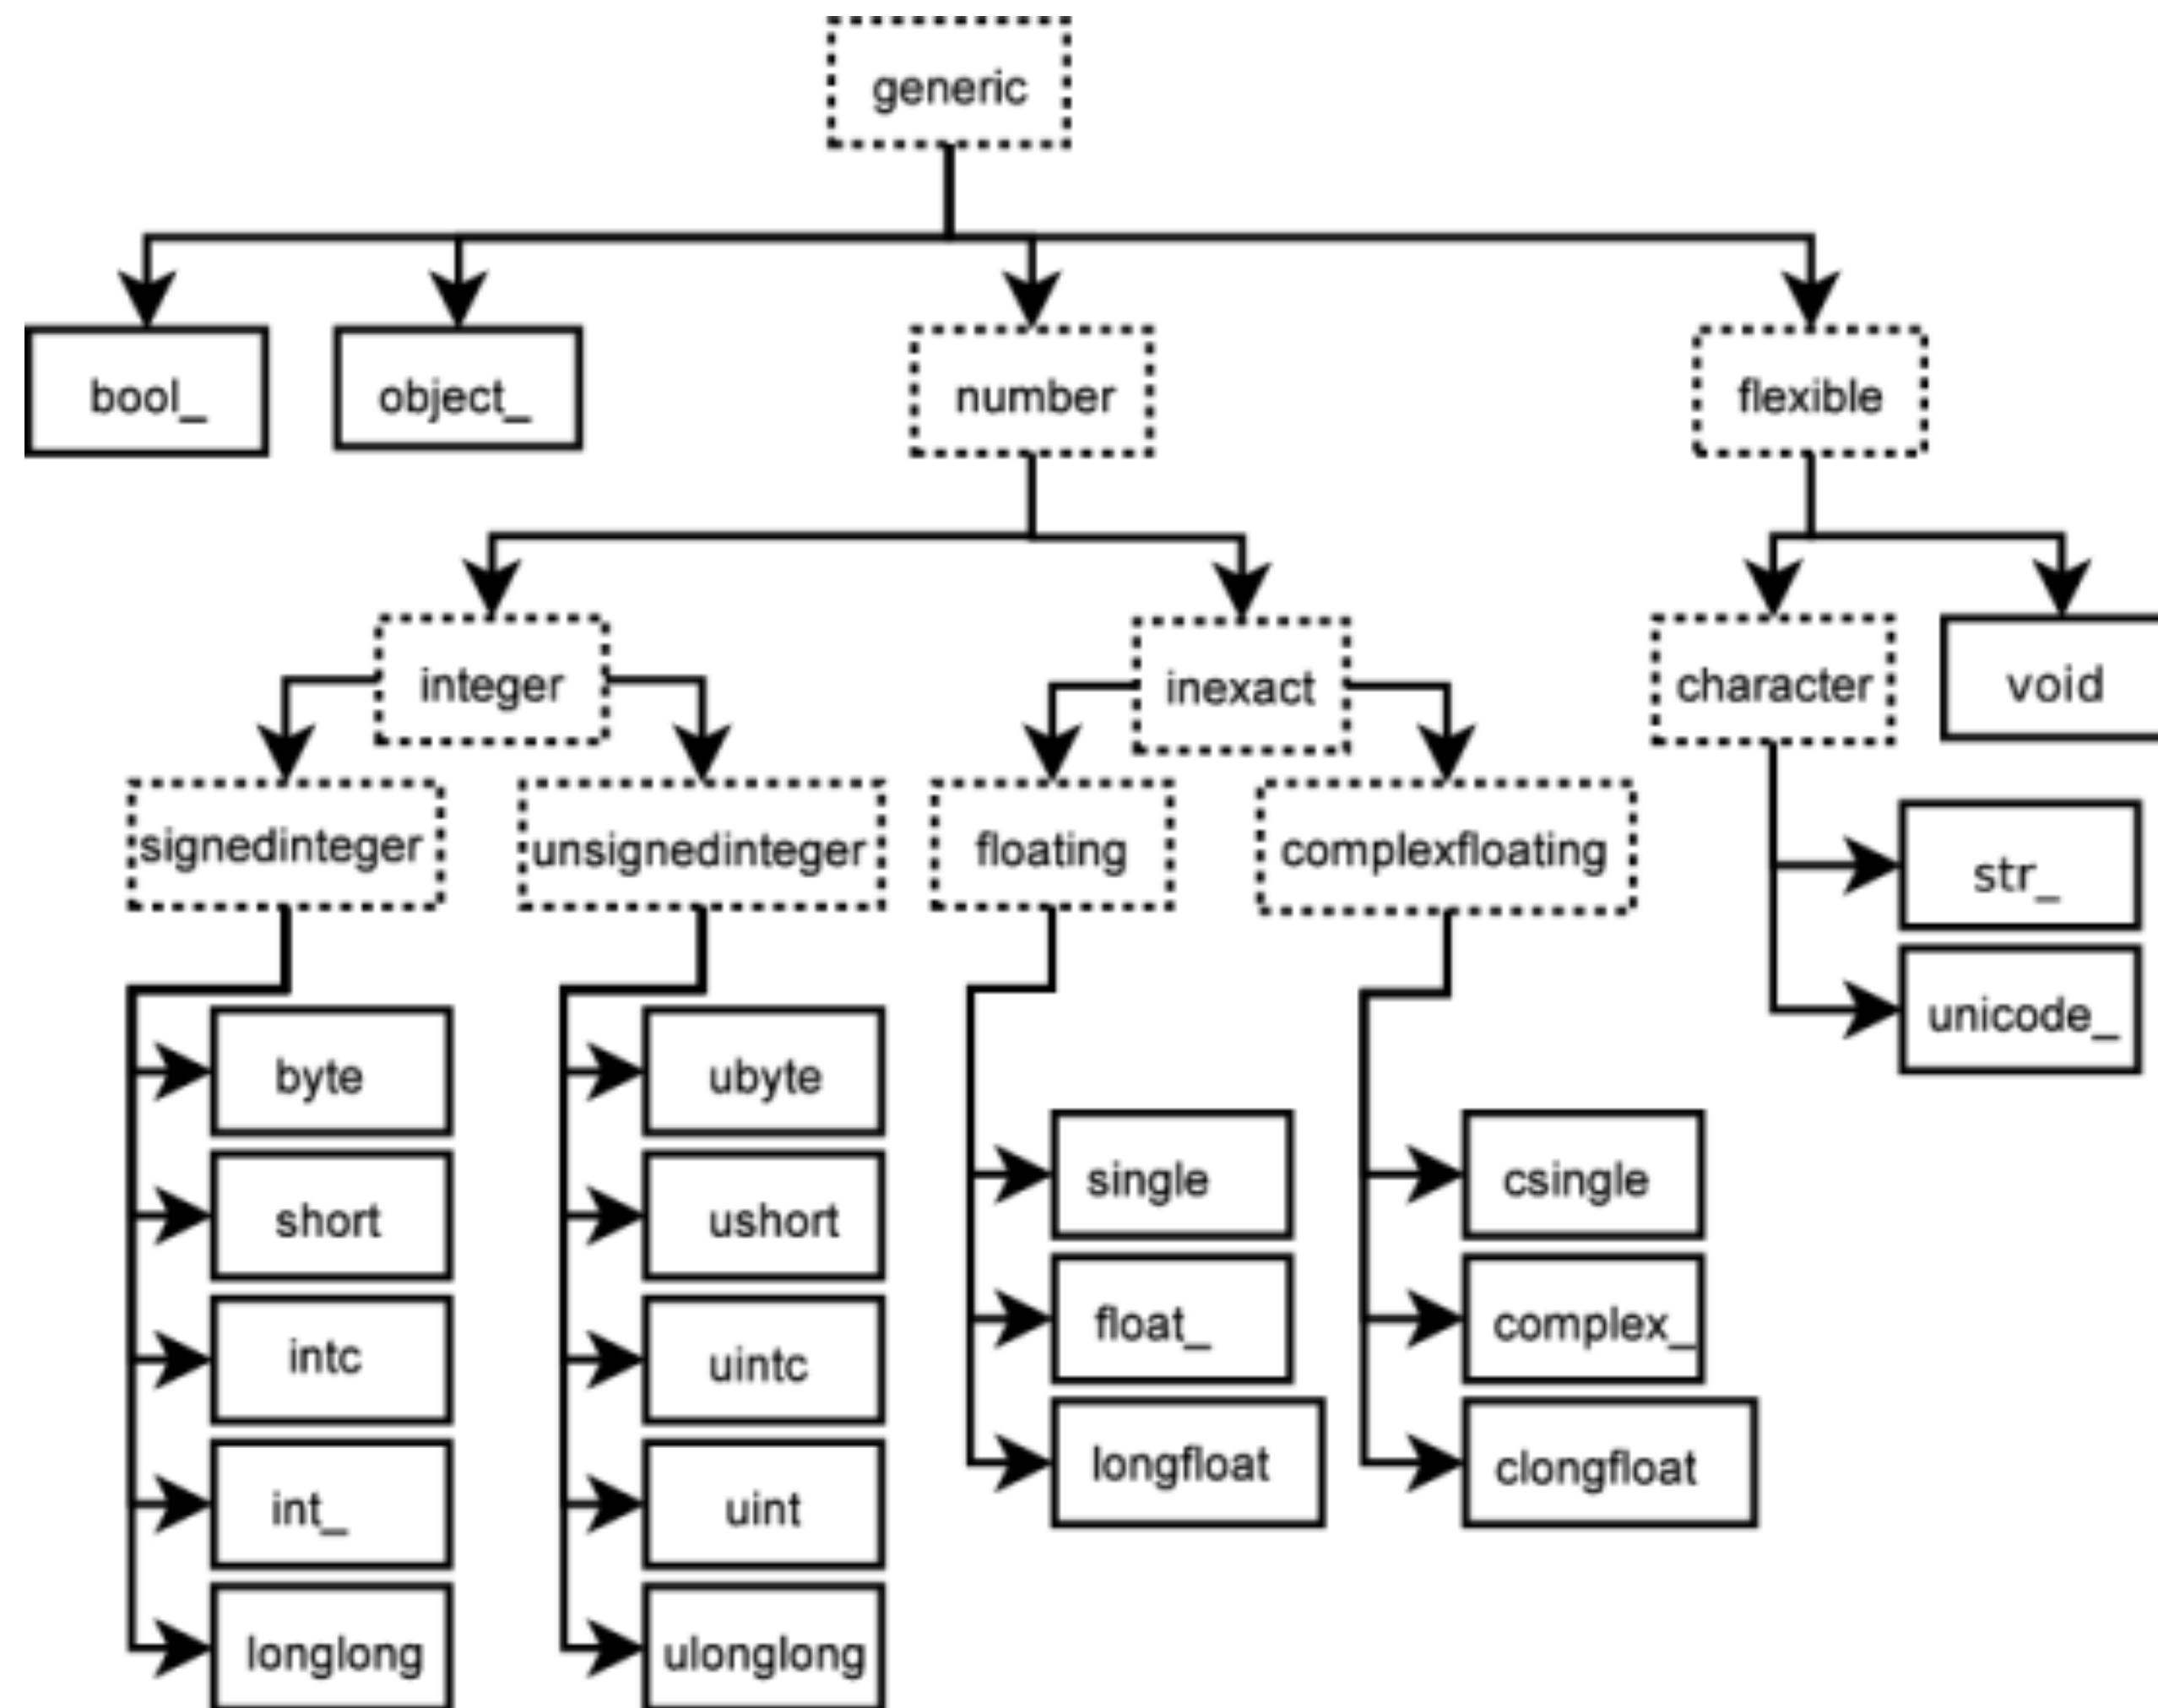 generic
bool_
object_
number
flexible
integer
inexact
character
void
signedinteger
unsignedinteger
floating
complexfloating
str_
unicode_
byte
ubyte
single
csingle
short
ushort
float_
complex_
intc
uintc
longfloat
clongfloat
int_
uint
longlong
ulonglong